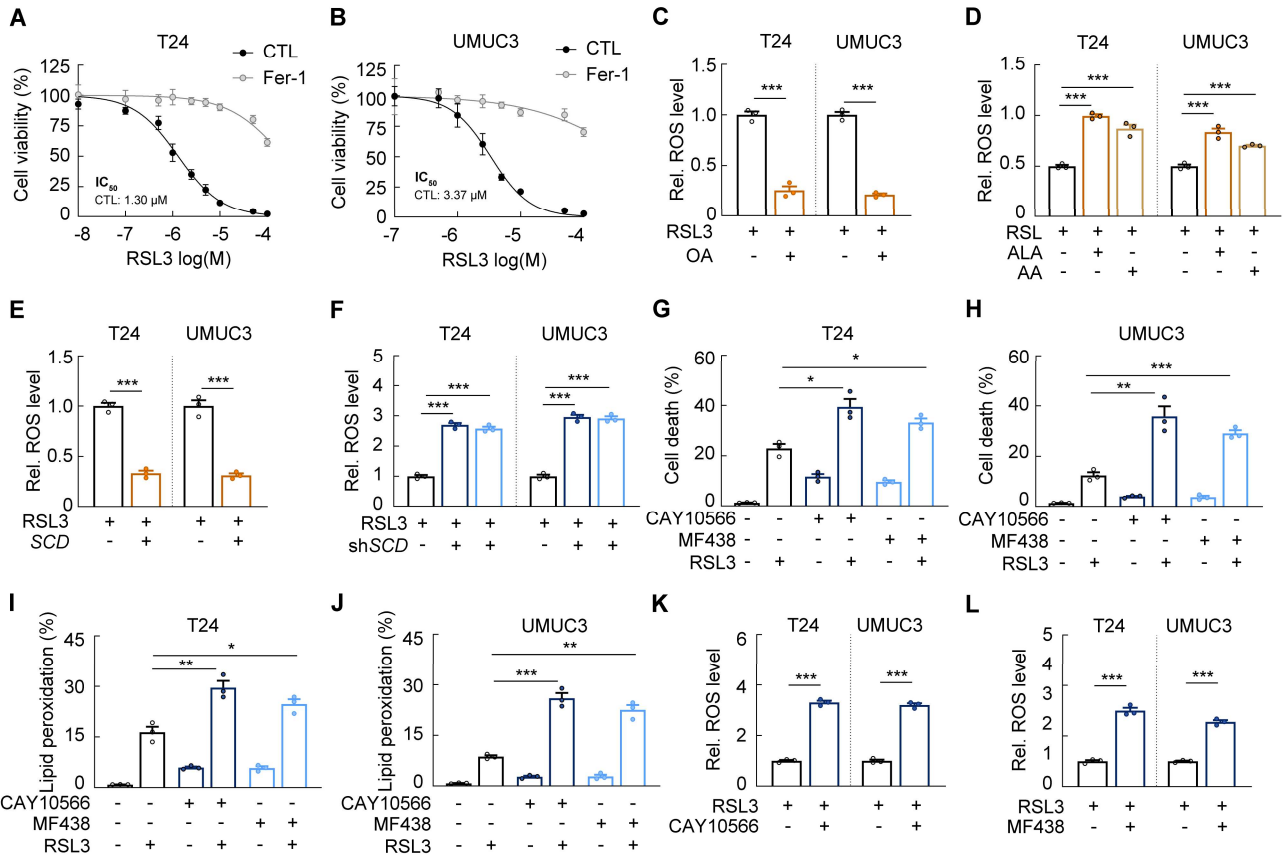 A
T24
CTL
Fer-1
Cell viability (%)
125
100
75
50
25
0
IC50
CTL: 1.30 μM
-8 -7 -6 -5 -4
RSL3 log(M)
B
UMUC3
CTL
Fer-1
Cell viability (%)
125
100
75
50
25
0
IC50
CTL: 3.37 μM
-7 -6 -5 -4
RSL3 log(M)
C
T24 UMUC3
Rel. ROS level
1.5
1.0
0.5
0
*** ***
RSL3 + + + +
OA - + - +
D
T24 UMUC3
Rel. ROS level
1.5
1.0
0.5
0
*** ***
*** ***
RSL + + + + + +
ALA - + - - + -
AA - - + - - +
E
T24 UMUC3
Rel. ROS level
1.5
1.0
0.5
0
*** ***
RSL3 + + + +
SCD - + - +
F
T24 UMUC3
Rel. ROS level
5
4
3
2
1
0
*** ***
*** ***
RSL3 + + + + + +
shSCD - + + - + +
G
T24
Cell death (%)
60
40
20
0
*
*
CAY10566 - - + + - -
MF438 - - - - + +
RSL3 - + - + - +
H
UMUC3
Cell death (%)
60
40
20
0
***
**
CAY10566 - - + + - -
MF438 - - - - + +
RSL3 - + - + - +
I
T24
Lipid peroxidation (%)
45
30
15
0
*
**
CAY10566 - - + + - -
MF438 - - - - + +
RSL3 - + - + - +
J
UMUC3
Lipid peroxidation (%)
45
30
15
0
**
***
CAY10566 - - + + - -
MF438 - - - - + +
RSL3 - + - + - +
K
T24 UMUC3
Rel. ROS level
6
4
2
0
*** ***
RSL3 + + + +
CAY10566 - + - +
L
T24 UMUC3
Rel. ROS level
5
4
3
2
1
0
*** ***
RSL3 + + + +
MF438 - + - +